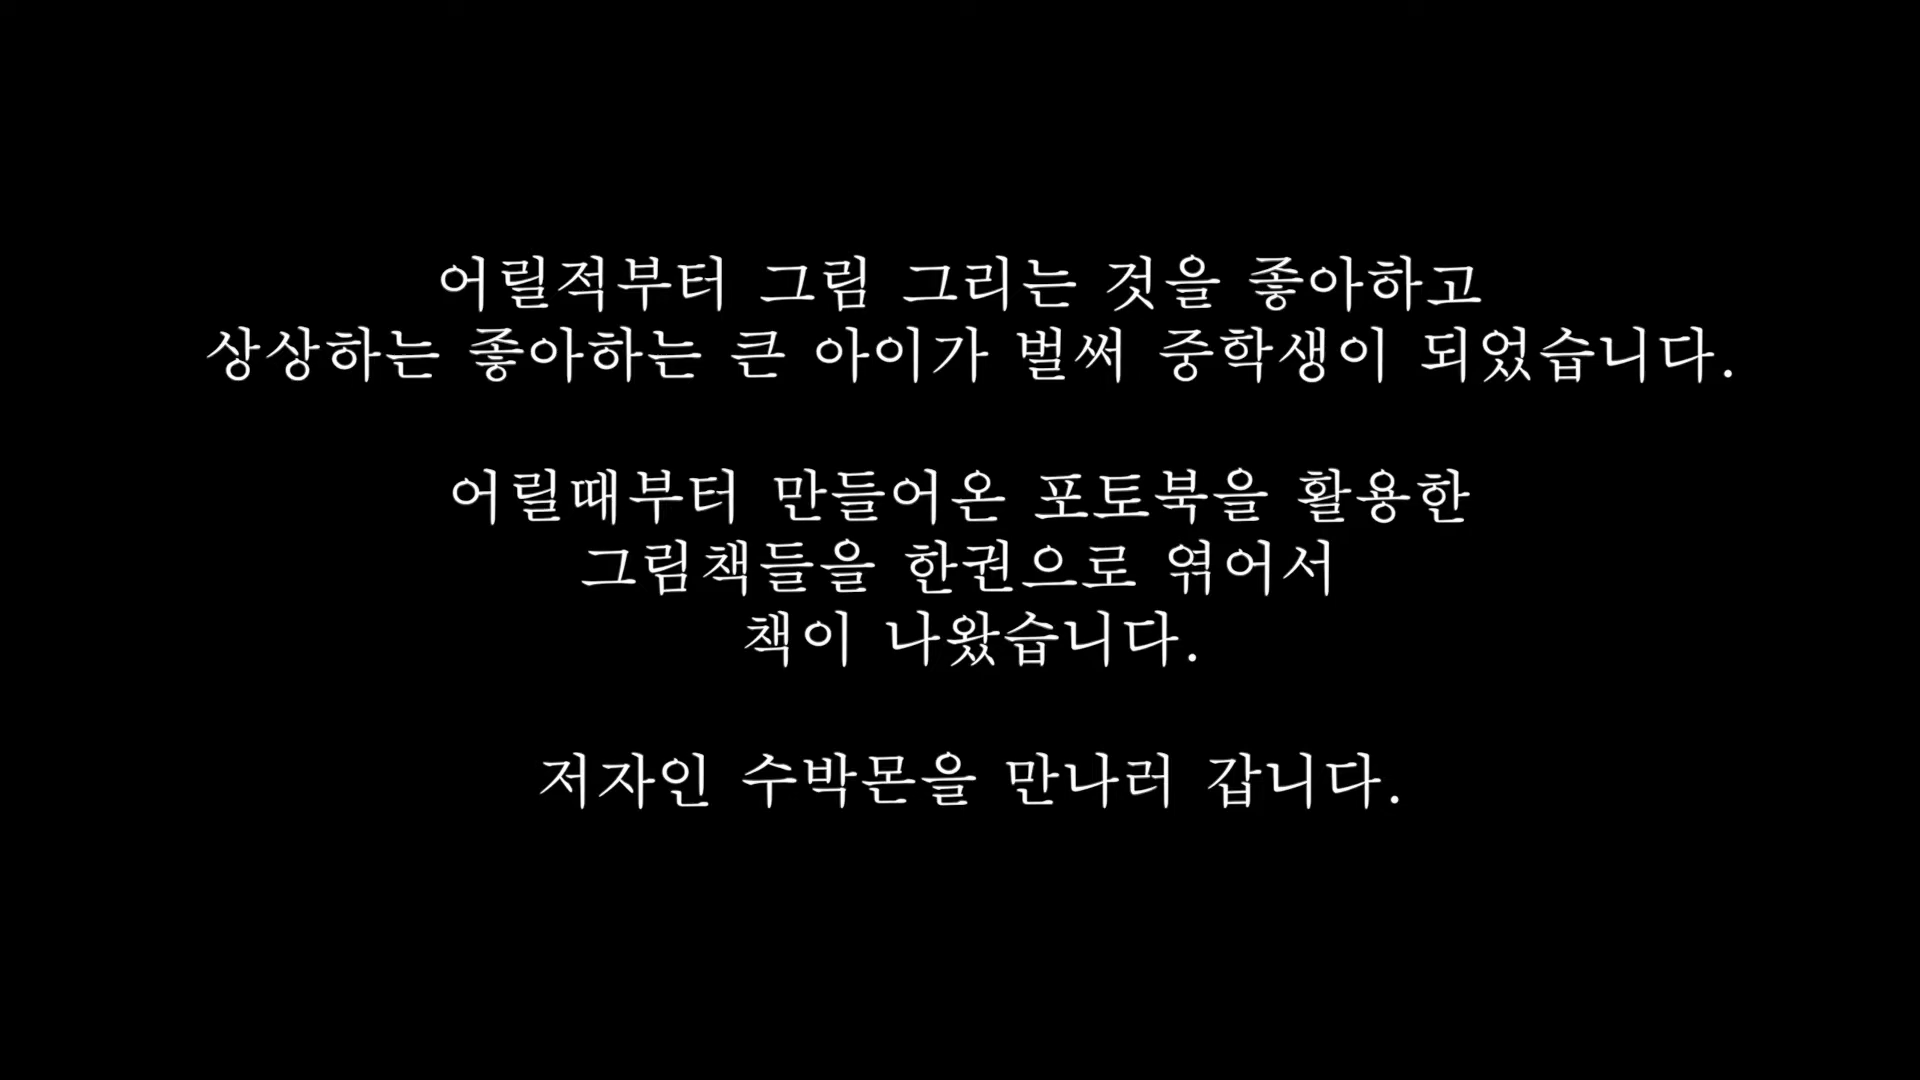 어릴적부터 그림 그리는 것을 좋아하고
상상하는 좋아하는 큰 아이가 벌써 중학생이 되었습니다.
어릴때부터 만들어온 포토북을 활용한
그림책들을 한권으로 엮어서
책이 나왔습니다.
저자인 수박몬을 만나러 갑니다.